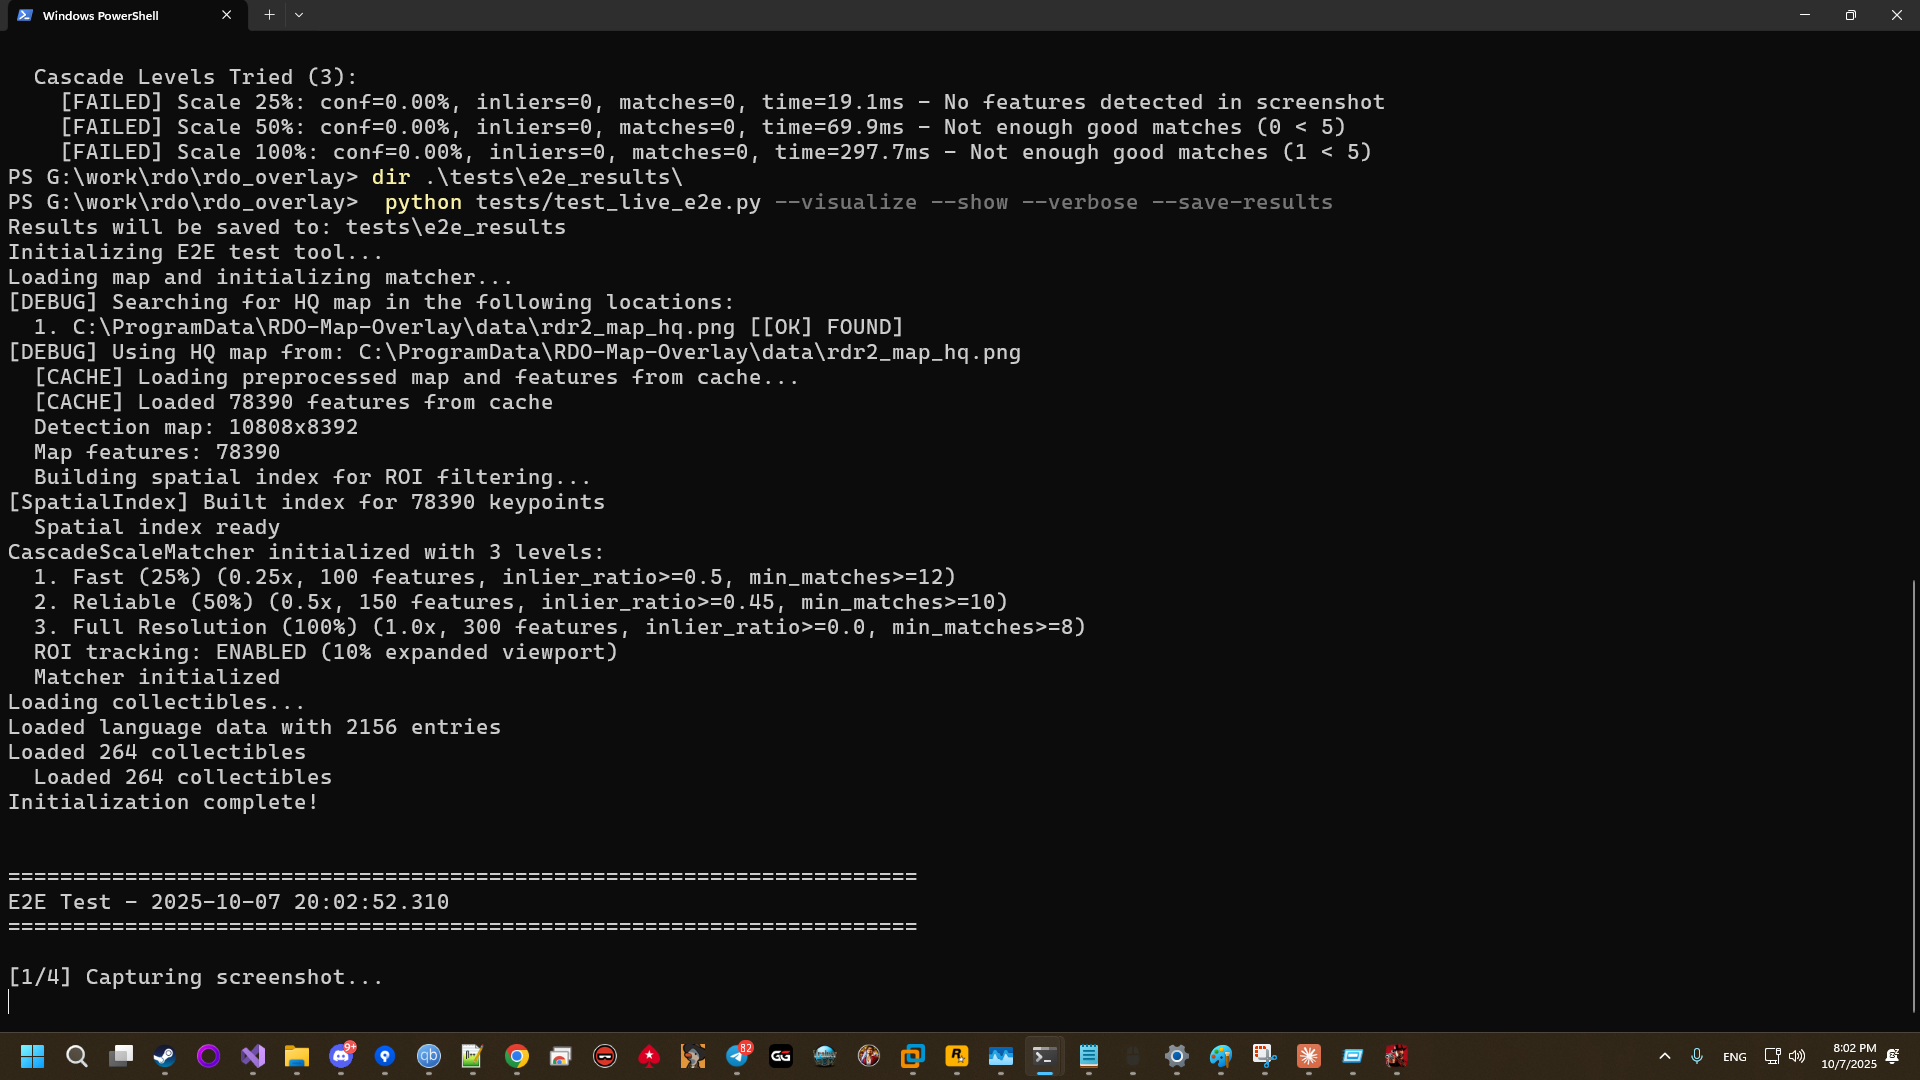 Windows PowerShell
Cascade Levels Tried (3):
[FAILED] Scale 25%: conf=0.00%, inliers=0, matches=0, time=19.1ms - No features detected in screenshot
[FAILED] Scale 50%: conf=0.00%, inliers=0, matches=0, time=69.9ms - Not enough good matches (0 < 5)
[FAILED] Scale 100%: conf=0.00%, inliers=0, matches=0, time=297.7ms - Not enough good matches (1 < 5)
PS G:\work\rdo\rdo_overlay> dir .\tests\e2e_results\
PS G:\work\rdo\rdo_overlay>  python tests/test_live_e2e.py --visualize --show --verbose --save-results
Results will be saved to: tests\e2e_results
Initializing E2E test tool...
Loading map and initializing matcher...
[DEBUG] Searching for HQ map in the following locations:
1. C:\ProgramData\RDO-Map-Overlay\data\rdr2_map_hq.png [[OK] FOUND]
[DEBUG] Using HQ map from: C:\ProgramData\RDO-Map-Overlay\data\rdr2_map_hq.png
[CACHE] Loading preprocessed map and features from cache...
[CACHE] Loaded 78390 features from cache
Detection map: 10808x8392
Map features: 78390
Building spatial index for ROI filtering...
[SpatialIndex] Built index for 78390 keypoints
Spatial index ready
CascadeScaleMatcher initialized with 3 levels:
1. Fast (25%) (0.25x, 100 features, inlier_ratio>=0.5, min_matches>=12)
2. Reliable (50%) (0.5x, 150 features, inlier_ratio>=0.45, min_matches>=10)
3. Full Resolution (100%) (1.0x, 300 features, inlier_ratio>=0.0, min_matches>=8)
ROI tracking: ENABLED (10% expanded viewport)
Matcher initialized
Loading collectibles...
Loaded language data with 2156 entries
Loaded 264 collectibles
Loaded 264 collectibles
Initialization complete!
======================================================================
E2E Test - 2025-10-07 20:02:52.310
======================================================================
[1/4] Capturing screenshot...
9+
qb
82
GG
R
ENG
8:02 PM
10/7/2025